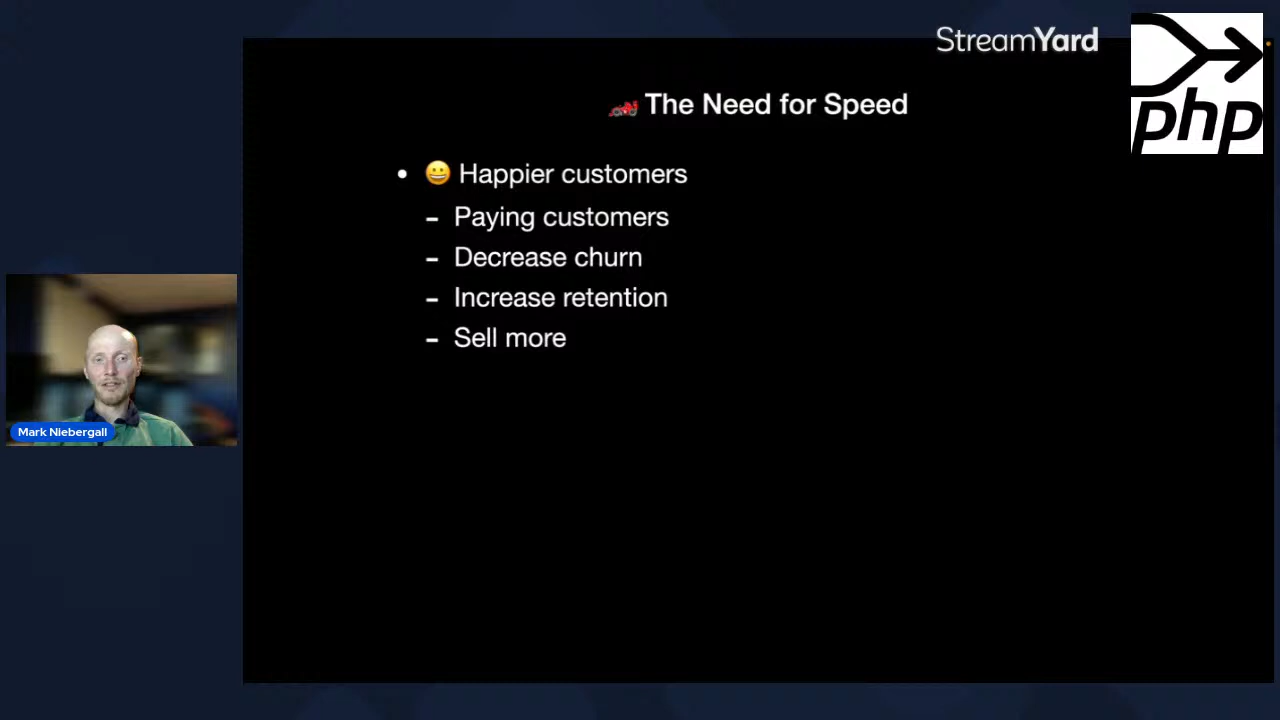 StreamYard
php
🏎️ The Need for Speed
• 😀 Happier customers
– Paying customers
– Decrease churn
– Increase retention
– Sell more
Mark Niebergall